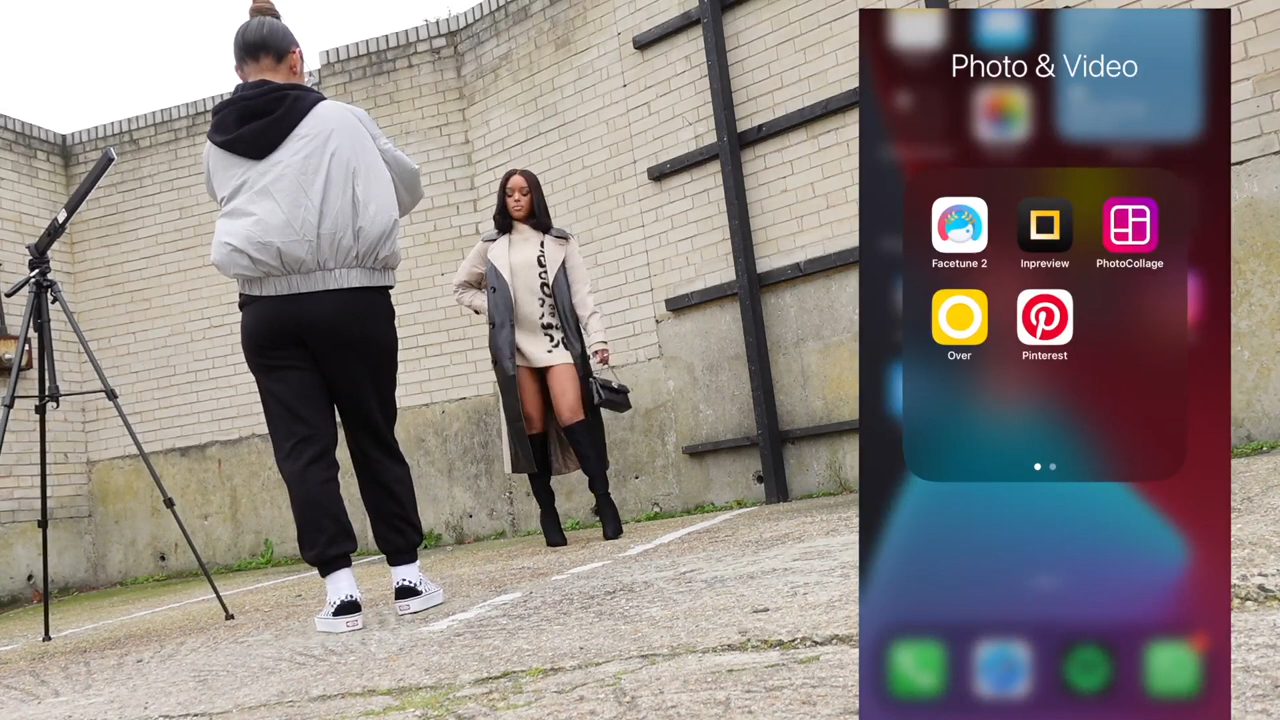 Photo & Video
Facetune 2
Inpreview
PhotoCollage
Over
Pinterest